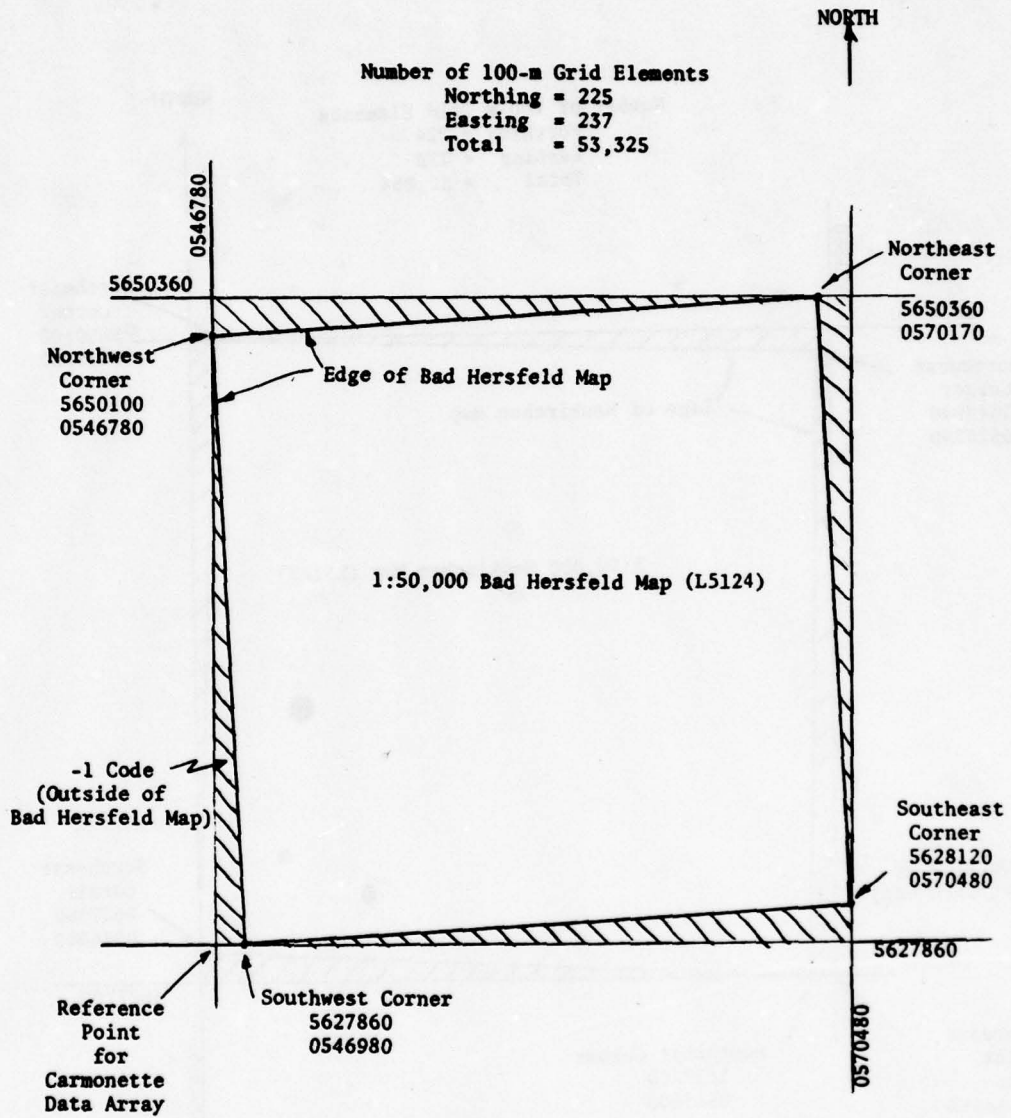 NORTH
Number of 100-m Grid Elements
Northing = 225
Easting = 237
Total = 53,325
0546780
5650360
Northeast
Corner
5650360
0570170
Northwest
Corner
5650100
0546780
Edge of Bad Hersfeld Map
1:50,000 Bad Hersfeld Map (L5124)
-1 Code
(Outside of
Bad Hersfeld Map)
Southeast
Corner
5628120
0570480
5627860
Southwest Corner
5627860
0546980
Reference
Point
for
Carmonette
Data Array
0570480